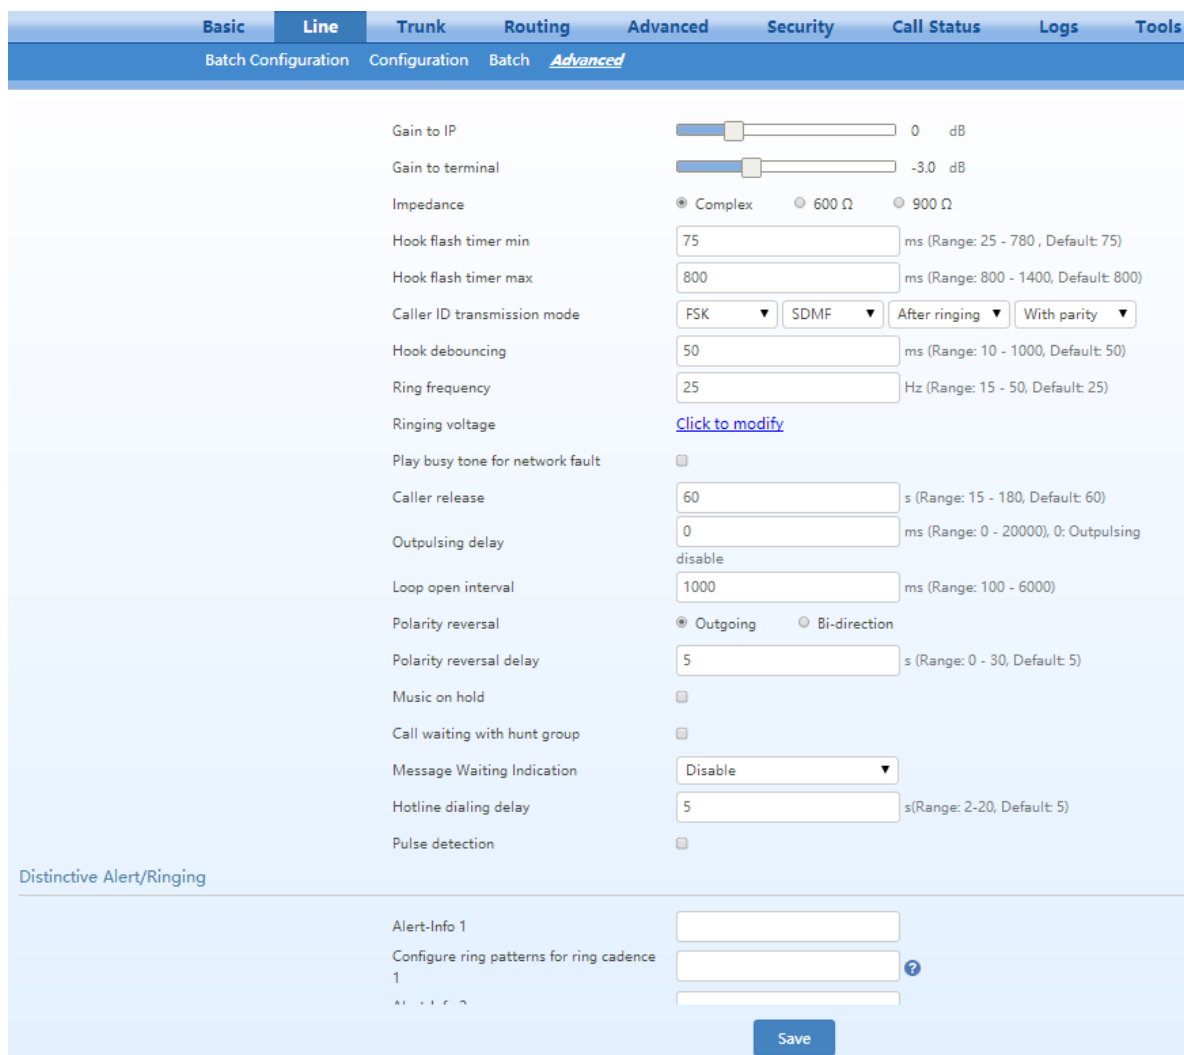 Basic Line Trunk Routing Advanced Security Call Status Logs Tools
Batch Configuration Configuration Batch Advanced
Gain to IP 0 dB
Gain to terminal -3.0 dB
Impedance Complex 600 Ω 900 Ω
Hook flash timer min 75 ms (Range: 25 - 780 , Default: 75)
Hook flash timer max 800 ms (Range: 800 - 1400, Default: 800)
Caller ID transmission mode FSK SDMF After ringing With parity
Hook debouncing 50 ms (Range: 10 - 1000, Default: 50)
Ring frequency 25 Hz (Range: 15 - 50, Default: 25)
Ringing voltage Click to modify
Play busy tone for network fault
Caller release 60 s (Range: 15 - 180, Default: 60)
Outpulsing delay 0 ms (Range: 0 - 20000), 0: Outpulsing
disable
Loop open interval 1000 ms (Range: 100 - 6000)
Polarity reversal Outgoing Bi-direction
Polarity reversal delay 5 s (Range: 0 - 30, Default: 5)
Music on hold
Call waiting with hunt group
Message Waiting Indication Disable
Hotline dialing delay 5 s(Range: 2-20, Default: 5)
Pulse detection
Distinctive Alert/Ringing
Alert-Info 1
Configure ring patterns for ring cadence
1
Save